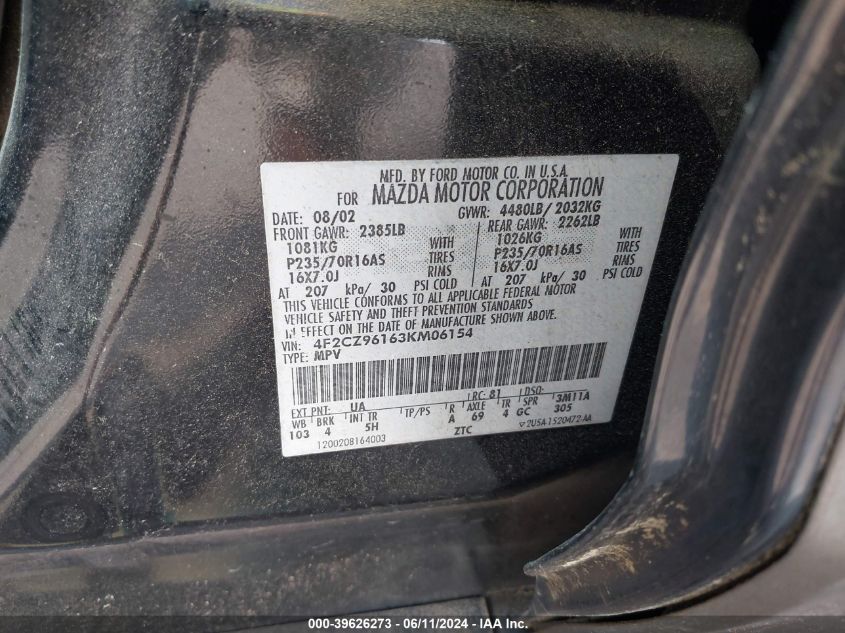 MFD. BY FORD MOTOR CO. IN U.S.A.
FOR MAZDA MOTOR CORPORATION
DATE: 08/02 GVWR: 4480LB/ 2032KG
FRONT GAWR: 2385LB REAR GAWR: 2262LB
1081KG WITH 1026KG WITH
P235/70R16AS TIRES P235/70R16AS TIRES
16X7.0J RIMS 16X7.0J RIMS
AT 207 kPa/ 30 PSI COLD AT 207 kPa/ 30 PSI COLD
THIS VEHICLE CONFORMS TO ALL APPLICABLE FEDERAL MOTOR
VEHICLE SAFETY AND THEFT PREVENTION STANDARDS
IN EFFECT ON THE DATE OF MANUFACTURE SHOWN ABOVE.
VIN: 4F2CZ96163KM06154
TYPE: MPV
EXT PNT: UA RC: 81 DSO:
WB BRK INT TR TP/PS R AXLE TR SPR 3M11A
103 4 5H A 69 4 GC 305
1200208164003 ZTC 2U5A-1520472-AA
000-39626273 - 06/11/2024 - IAA Inc.